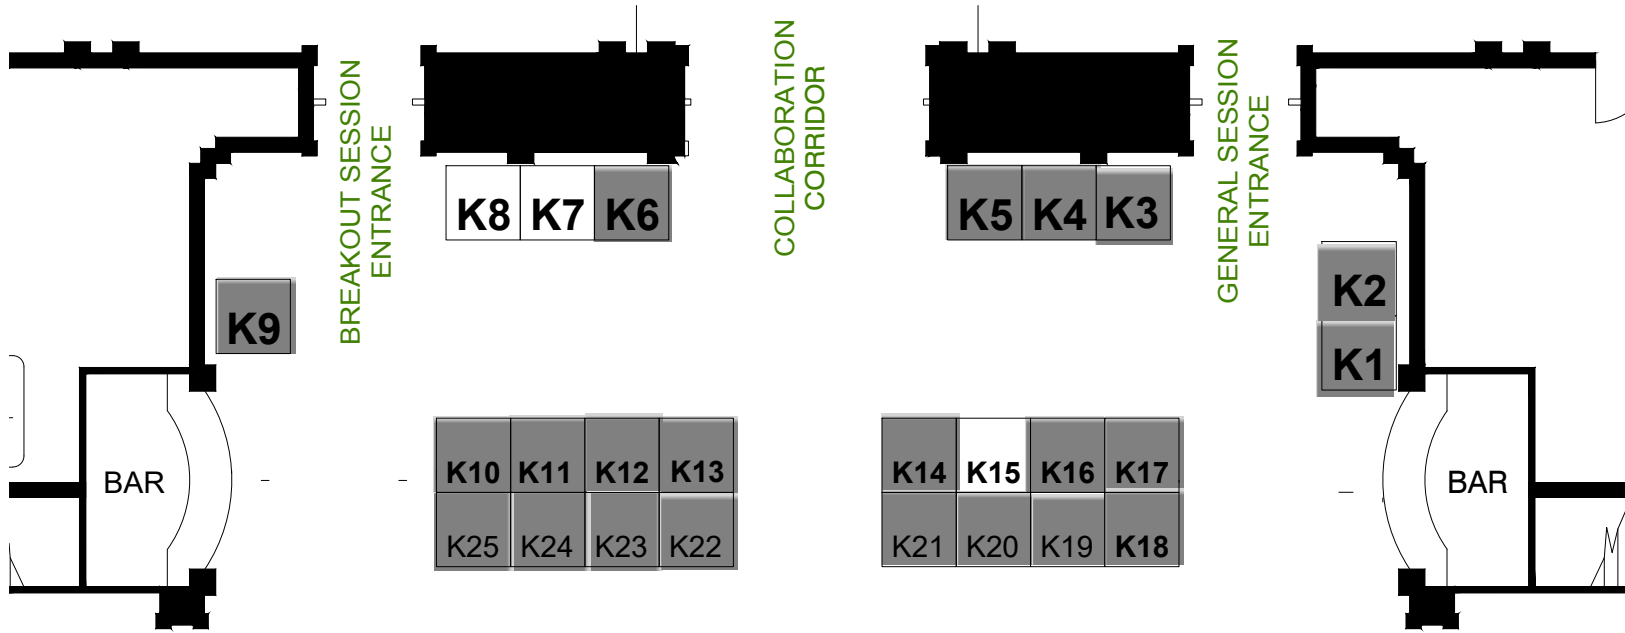 BREAKOUT SESSION
ENTRANCE
COLLABORATION
CORRIDOR
GENERAL SESSION
ENTRANCE
K8 K7 K6
K5 K4 K3
K2
K9
K1
K10 K11 K12 K13
K14 K15 K16 K17
BAR
BAR
K25 K24 K23 K22
K21 K20 K19 K18